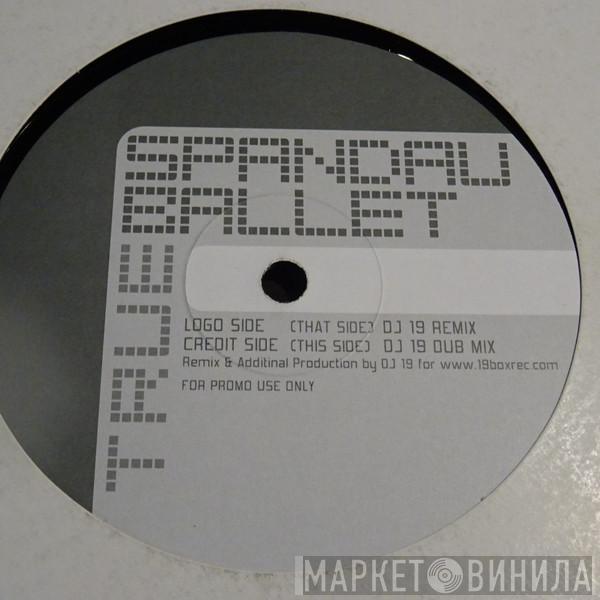 SPANDAU
BALLET
TRUE
LOGO SIDE (THAT SIDE) DJ 19 REMIX
CREDIT SIDE (THIS SIDE) DJ 19 DUB MIX
Remix & Additinal Production by DJ 19 for www.19boxrec.com
FOR PROMO USE ONLY
МАРКЕТ ВИНИЛА